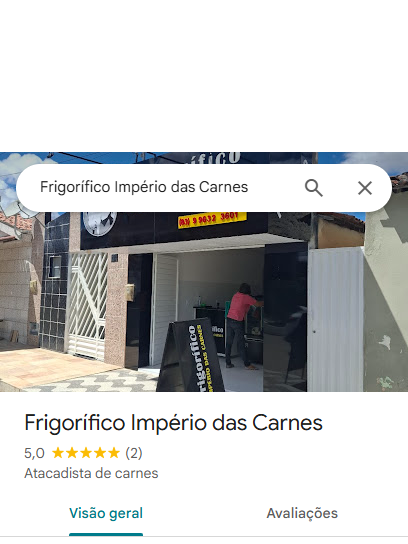 rífico
Frigorífico Império das Carnes
(83) 9 9632 3601
Frigorífico
IMPÉRIO DAS CARNES
Frigorífico Império das Carnes
5,0 ★★★★★ (2)
Atacadista de carnes
Visão geral
Avaliações